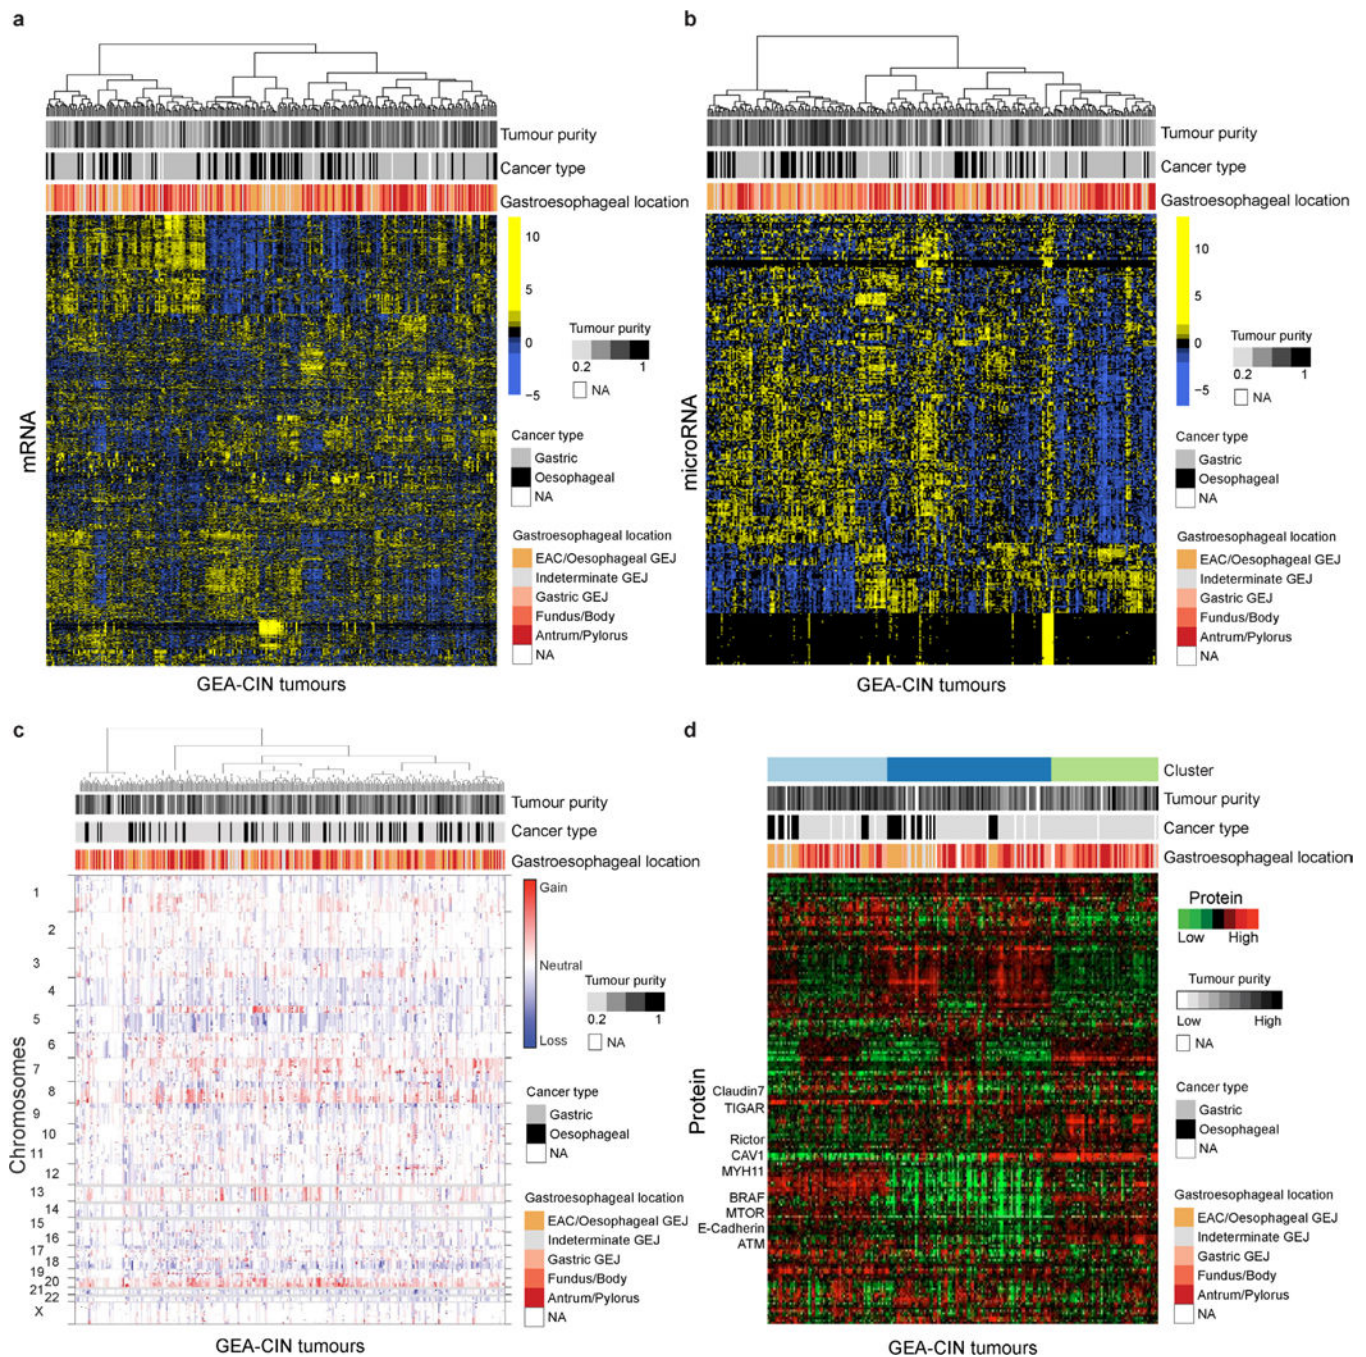 a
Tumour purity
Cancer type
Gastroesophageal location
10
5
0
−5
Tumour purity
0.2 1
NA
Cancer type
Gastric
Oesophageal
NA
Gastroesophageal location
EAC/Oesophageal GEJ
Indeterminate GEJ
Gastric GEJ
Fundus/Body
Antrum/Pylorus
NA
mRNA
GEA-CIN tumours
b
Tumour purity
Cancer type
Gastroesophageal location
10
5
0
−5
Tumour purity
0.2 1
NA
Cancer type
Gastric
Oesophageal
NA
Gastroesophageal location
EAC/Oesophageal GEJ
Indeterminate GEJ
Gastric GEJ
Fundus/Body
Antrum/Pylorus
NA
microRNA
GEA-CIN tumours
c
Tumour purity
Cancer type
Gastroesophageal location
1
2
3
4
5
6
7
8
9
10
11
12
13
14
15
16
17
18
19
20
21
22
X
Chromosomes
Gain
Neutral
Loss
Tumour purity
0.2 1
NA
Cancer type
Gastric
Oesophageal
NA
Gastroesophageal location
EAC/Oesophageal GEJ
Indeterminate GEJ
Gastric GEJ
Fundus/Body
Antrum/Pylorus
NA
GEA-CIN tumours
d
Cluster
Tumour purity
Cancer type
Gastroesophageal location
Protein
Low High
Tumour purity
Low High
NA
Cancer type
Gastric
Oesophageal
NA
Gastroesophageal location
EAC/Oesophageal GEJ
Indeterminate GEJ
Gastric GEJ
Fundus/Body
Antrum/Pylorus
NA
Protein
Claudin7
TIGAR
Rictor
CAV1
MYH11
BRAF
MTOR
E-Cadherin
ATM
GEA-CIN tumours